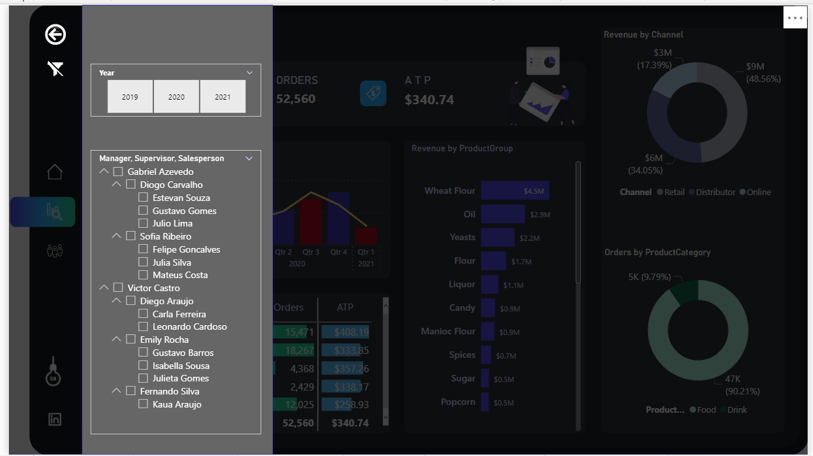 Year
2019 2020 2021
Manager, Supervisor, Salesperson
Gabriel Azevedo
Diogo Carvalho
Estevan Souza
Gustavo Gomes
Julio Lima
Sofia Ribeiro
Felipe Goncalves
Julia Silva
Mateus Costa
Victor Castro
Diego Araujo
Carla Ferreira
Leonardo Cardoso
Emily Rocha
Gustavo Barros
Isabella Sousa
Julieta Gomes
Fernando Silva
Kaua Araujo
ORDERS
52,560
A T P
$340.74
Qtr 2 Qtr 3 Qtr 4 Qtr 1
2020 2021
Orders ATP
15,471 $408.19
18,267 $333.85
4,368 $357.26
2,429 $338.17
12,025 $258.93
52,560 $340.74
Revenue by ProductGroup
Wheat Flour $4.5M
Oil $2.9M
Yeasts $2.2M
Flour $1.7M
Liquor $1.1M
Candy $0.9M
Manioc Flour $0.9M
Spices $0.7M
Sugar $0.5M
Popcorn $0.5M
Revenue by Channel
$3M
(17.39%)
$9M
(48.56%)
$6M
(34.05%)
Channel Retail Distributor Online
Orders by ProductCategory
5K (9.79%)
47K
(90.21%)
Product... Food Drink